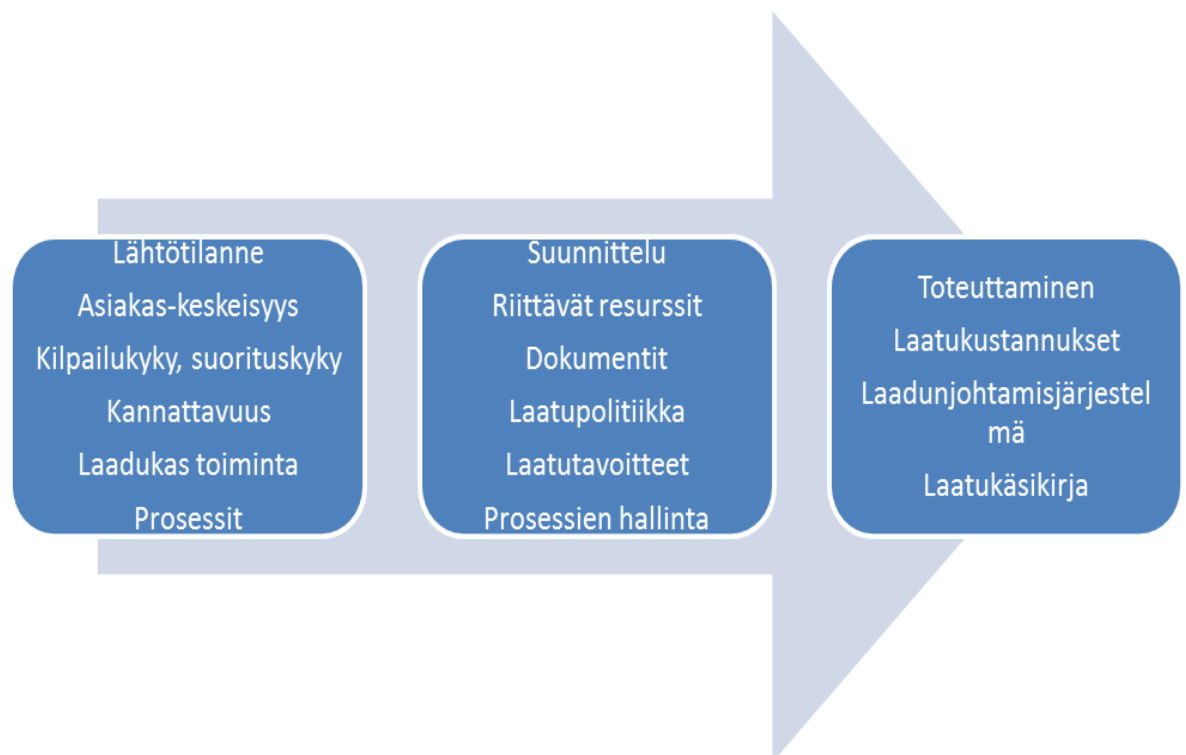 Lähtötilanne
Asiakas-keskeisyys
Kilpailukyky, suorituskyky
Kannattavuus
Laadukas toiminta
Prosessit
Suunnittelu
Riittävät resurssit
Dokumentit
Laatupolitiikka
Laatutavoitteet
Prosessien hallinta
Toteuttaminen
Laatukustannukset
Laadunjohtamisjärjestel
mä
Laatukäsikirja